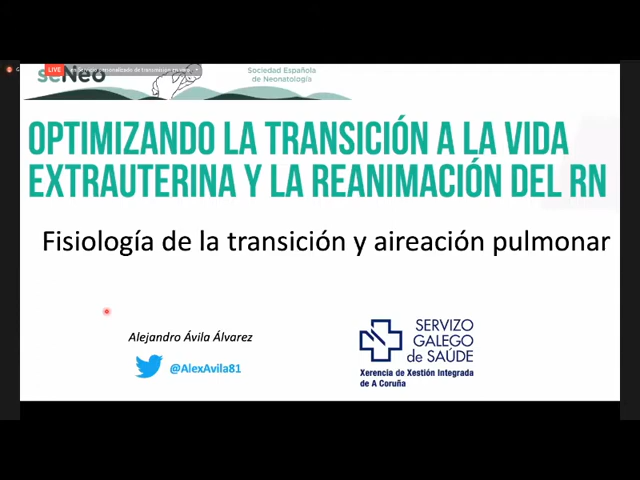 LIVE
seNeo
Sociedad Española
de Neonatología
OPTIMIZANDO LA TRANSICIÓN A LA VIDA
EXTRAUTERINA Y LA REANIMACIÓN DEL RN
Fisiología de la transición y aireación pulmonar
Alejandro Ávila Álvarez
@AlexAvila81
SERVIZO
GALEGO
de SAÚDE
Xerencia de Xestión Integrada
de A Coruña